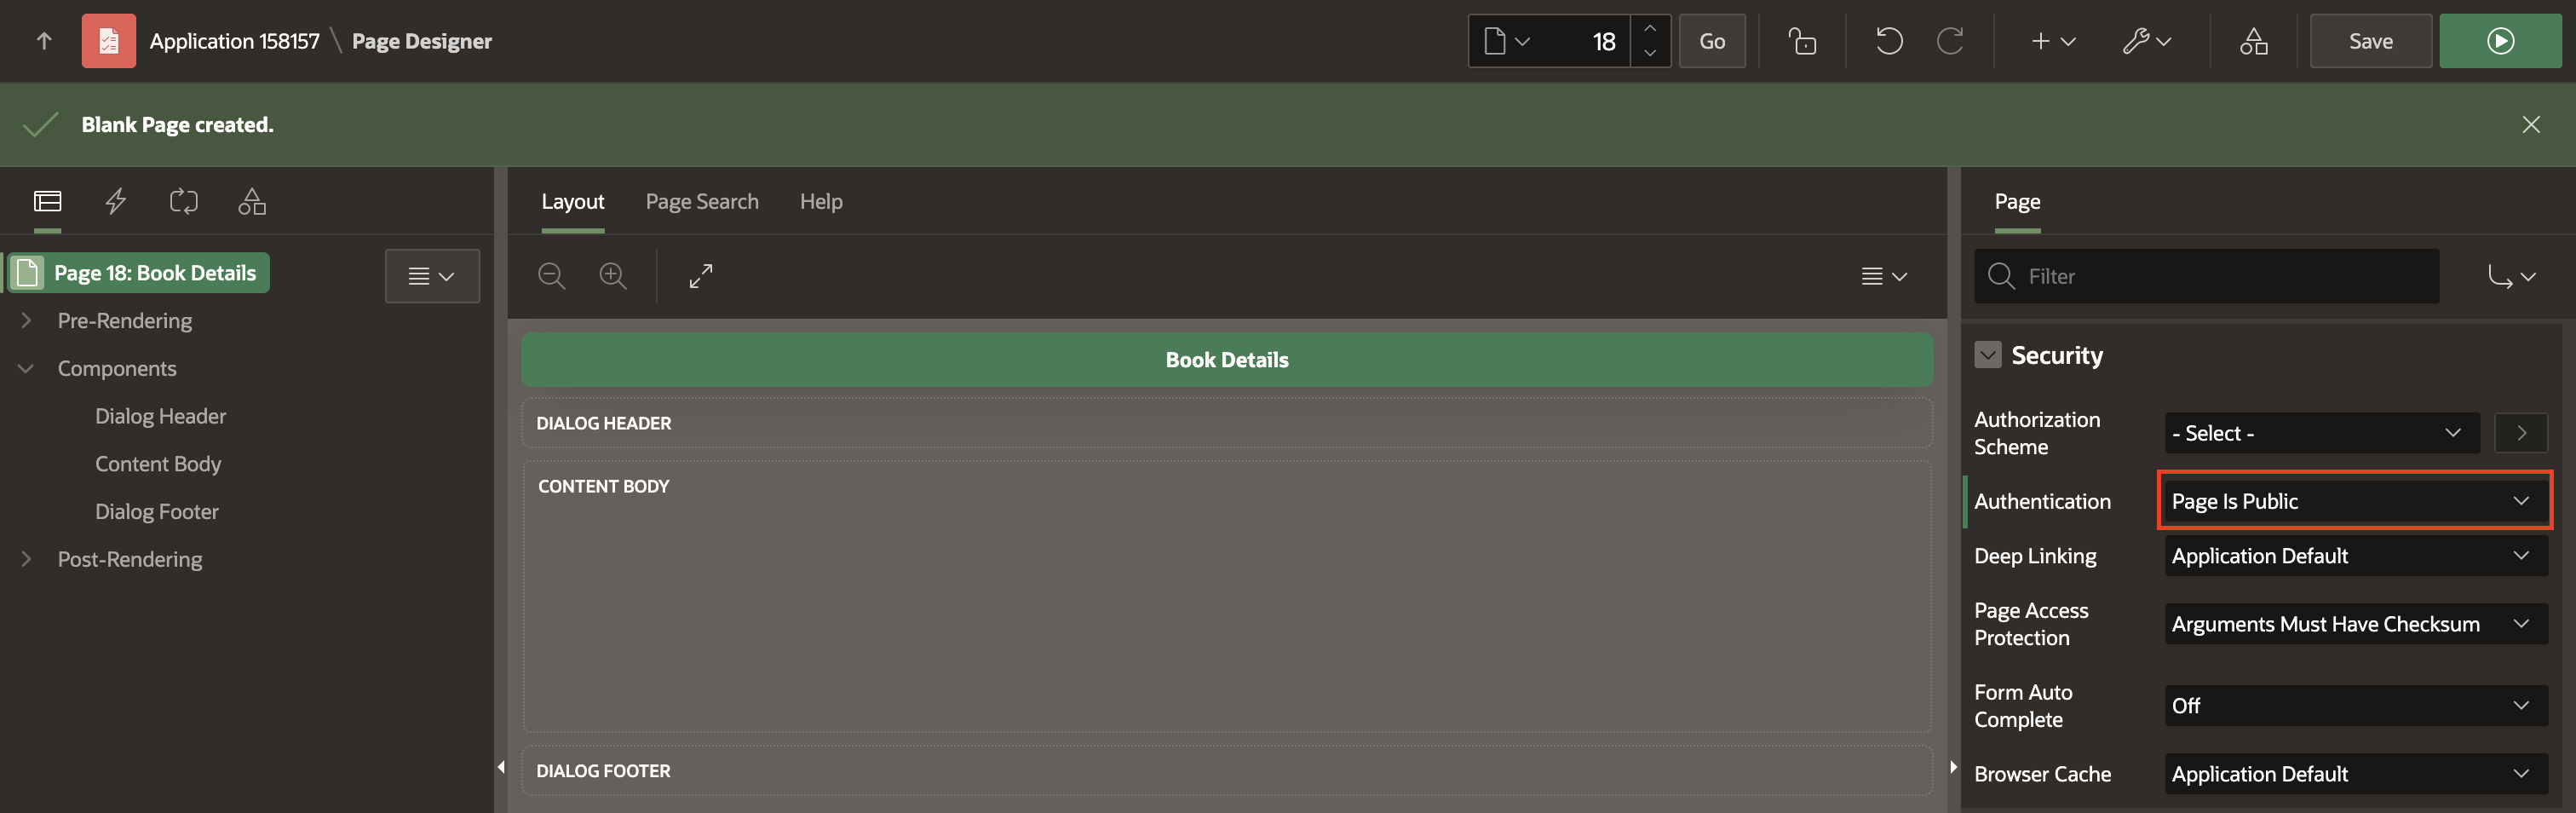 Application 158157 \ Page Designer
18
Go
Save
Blank Page created.
Layout
Page Search
Help
Page
Page 18: Book Details
Filter
Pre-Rendering
Components
Dialog Header
Content Body
Dialog Footer
Post-Rendering
Book Details
DIALOG HEADER
CONTENT BODY
DIALOG FOOTER
Security
Authorization
Scheme
- Select -
Authentication
Page Is Public
Deep Linking
Application Default
Page Access
Protection
Arguments Must Have Checksum
Form Auto
Complete
Off
Browser Cache
Application Default